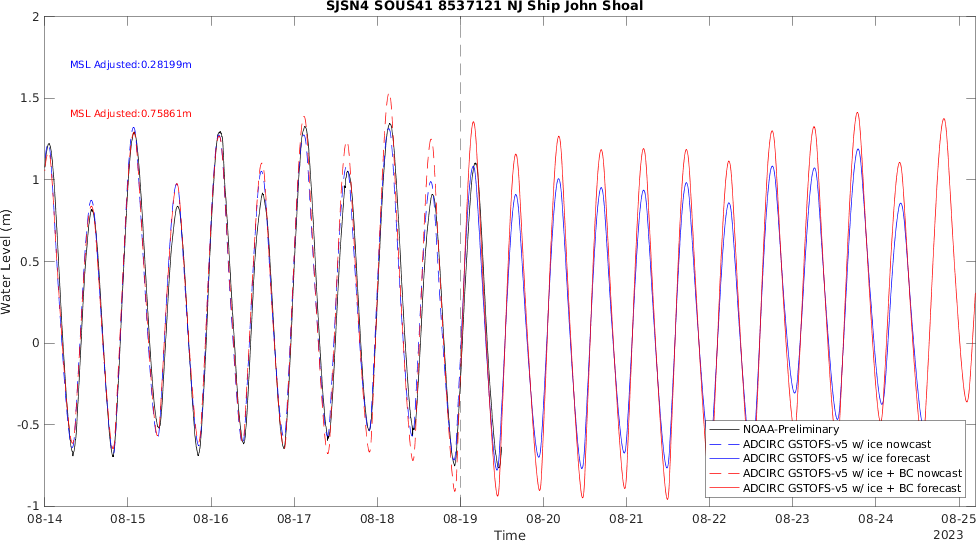 SJSN4 SOUS41 8537121 NJ Ship John Shoal
2
1.5
1
0.5
0
-0.5
-1
Water Level (m)
MSL Adjusted:0.28199m
MSL Adjusted:0.75861m
NOAA-Preliminary
ADCIRC GSTOFS-v5 w/ ice nowcast
ADCIRC GSTOFS-v5 w/ ice forecast
ADCIRC GSTOFS-v5 w/ ice + BC nowcast
ADCIRC GSTOFS-v5 w/ ice + BC forecast
08-14 08-15 08-16 08-17 08-18 08-19 08-20 08-21 08-22 08-23 08-24 08-25
Time
2023